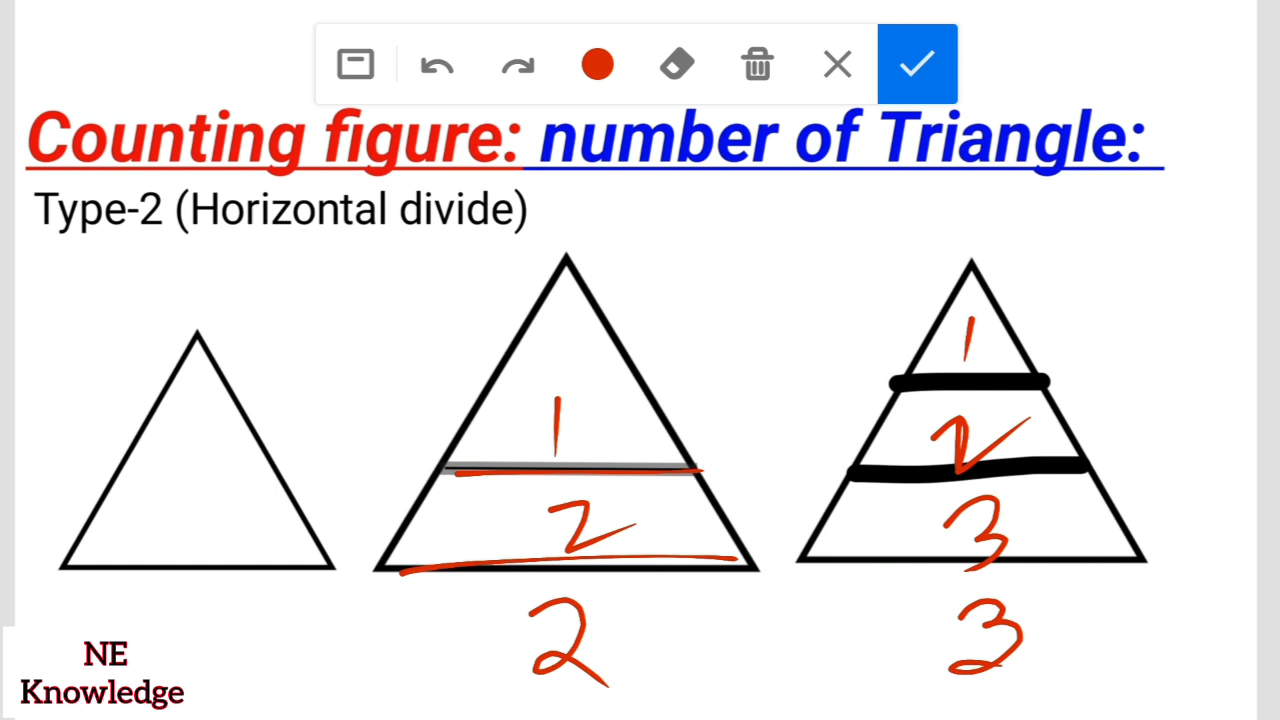 Counting figure: number of Triangle:
Type-2 (Horizontal divide)
1
2
2
1
2
3
3
NE
Knowledge